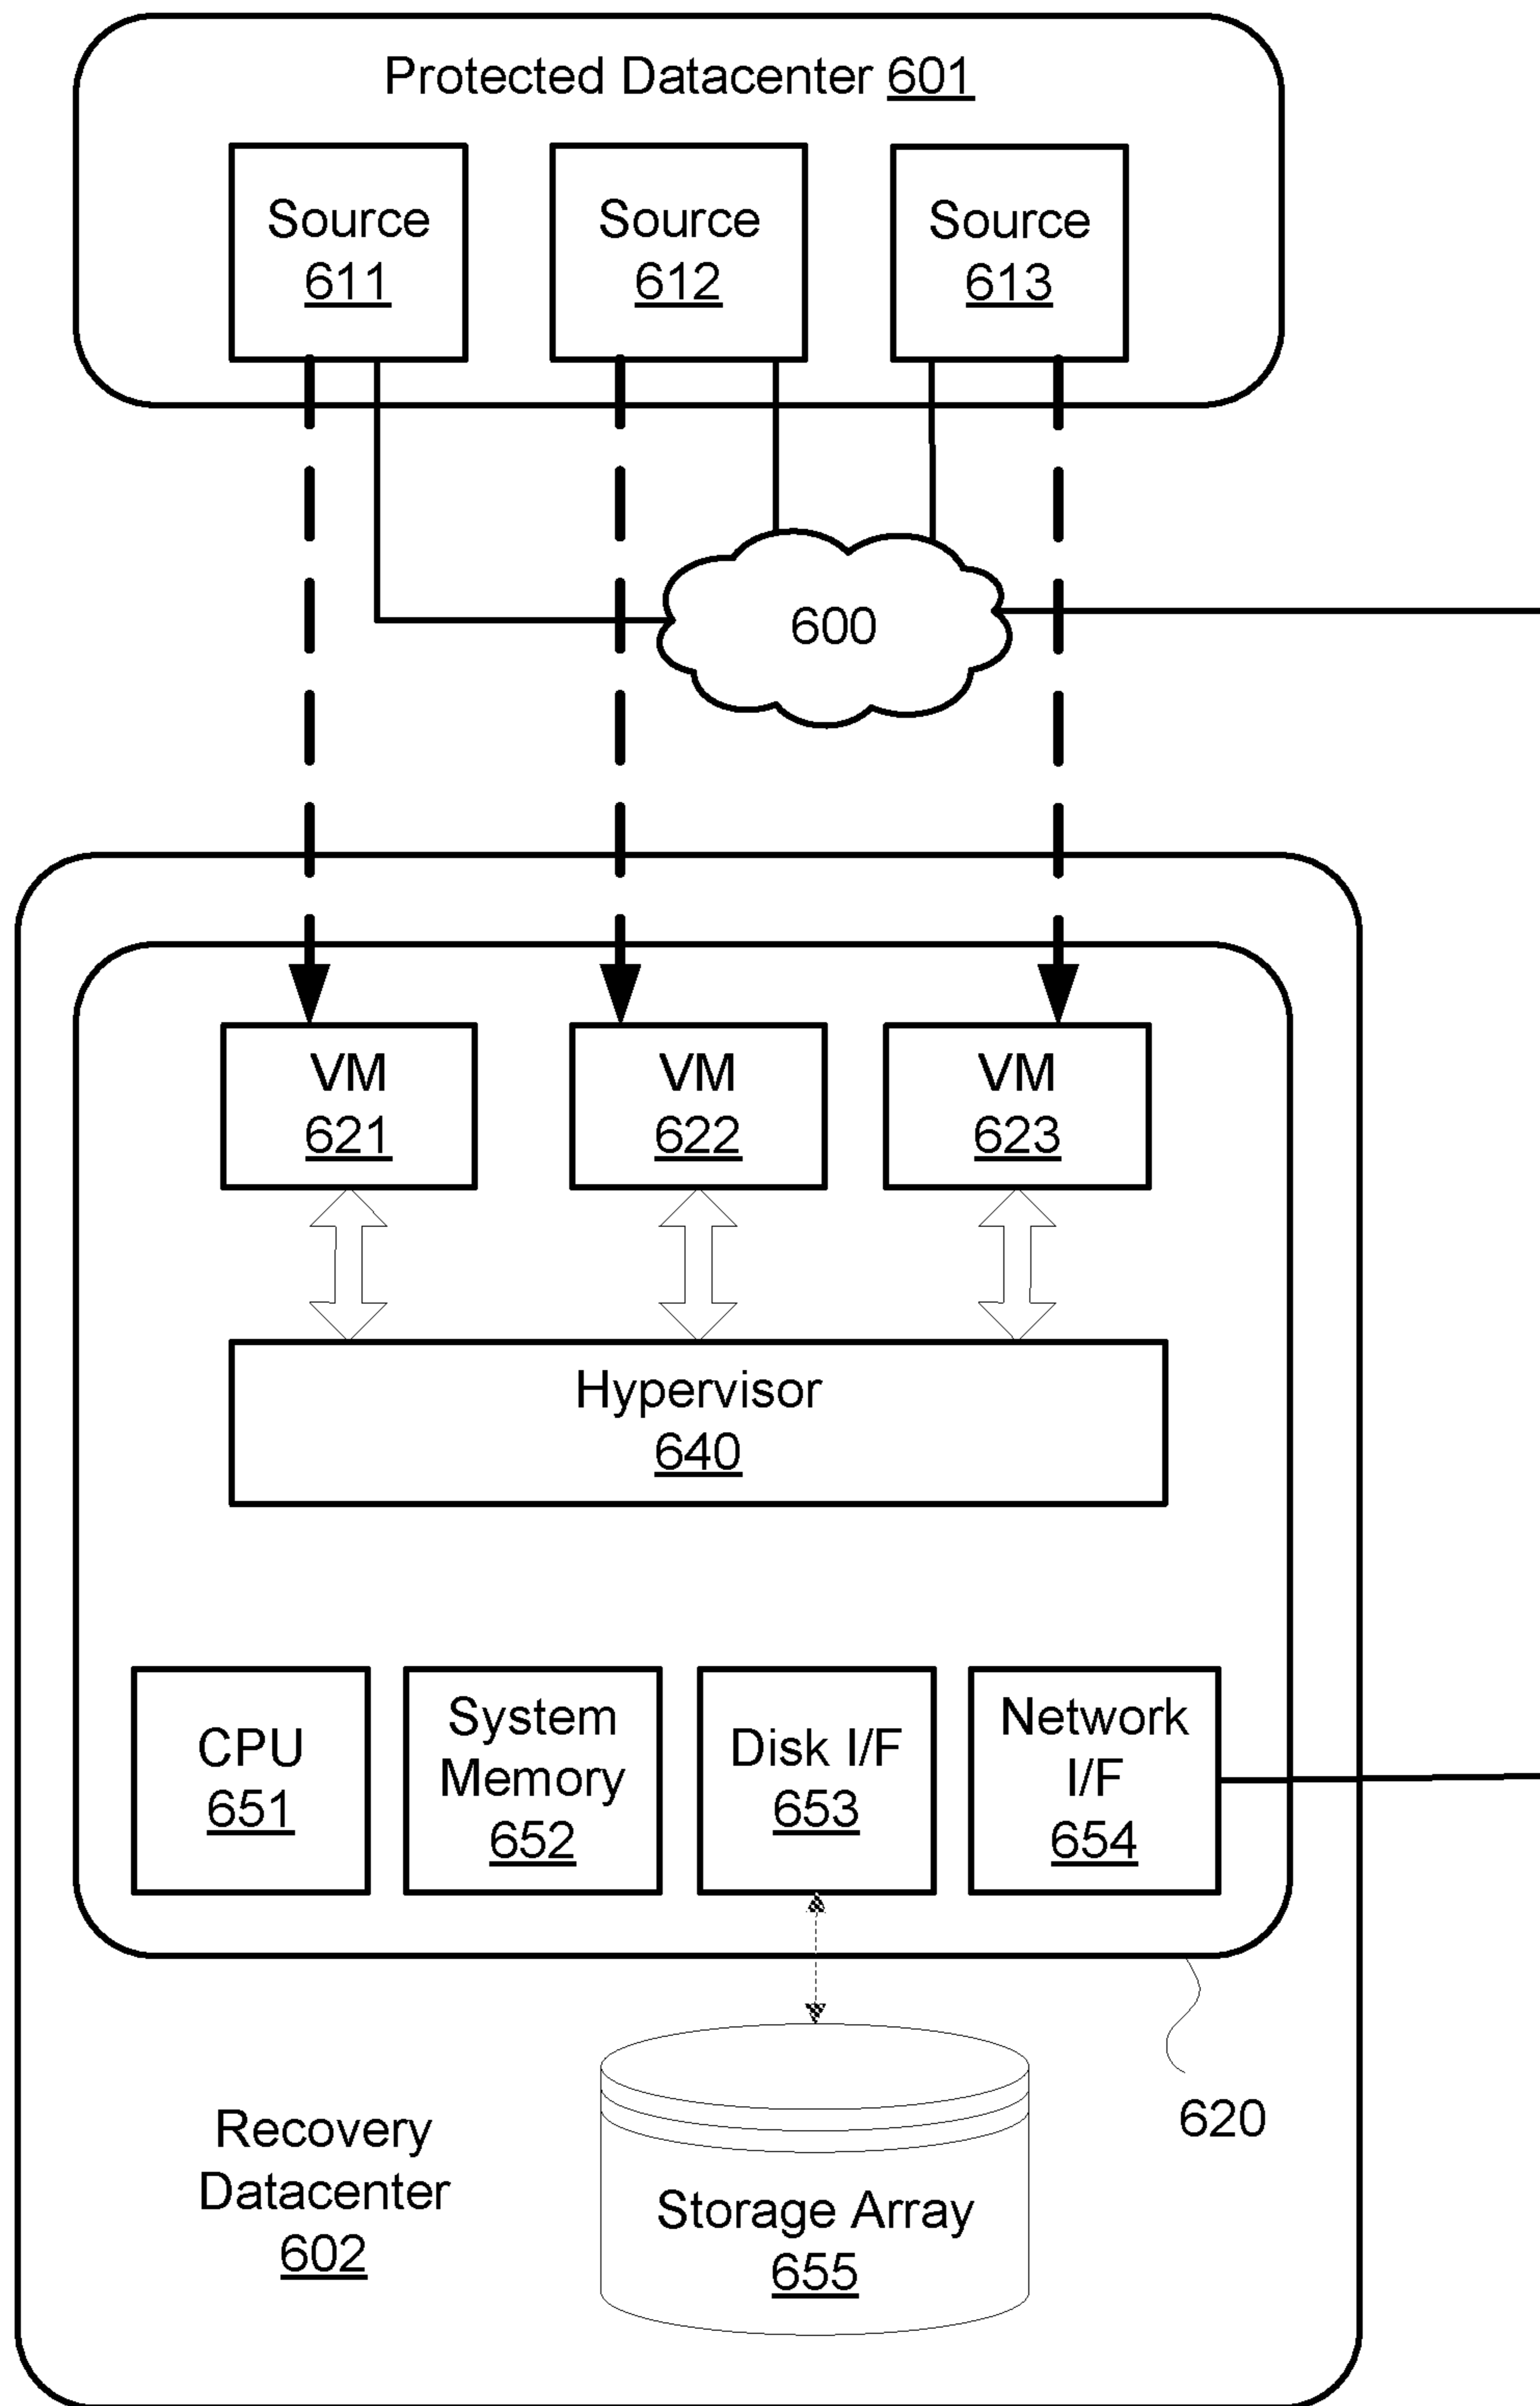 Protected Datacenter 601
Source
611
Source
612
Source
613
600
VM
621
VM
622
VM
623
Hypervisor
640
CPU
651
System
Memory
652
Disk I/F
653
Network
I/F
654
620
Recovery
Datacenter
602
Storage Array
655